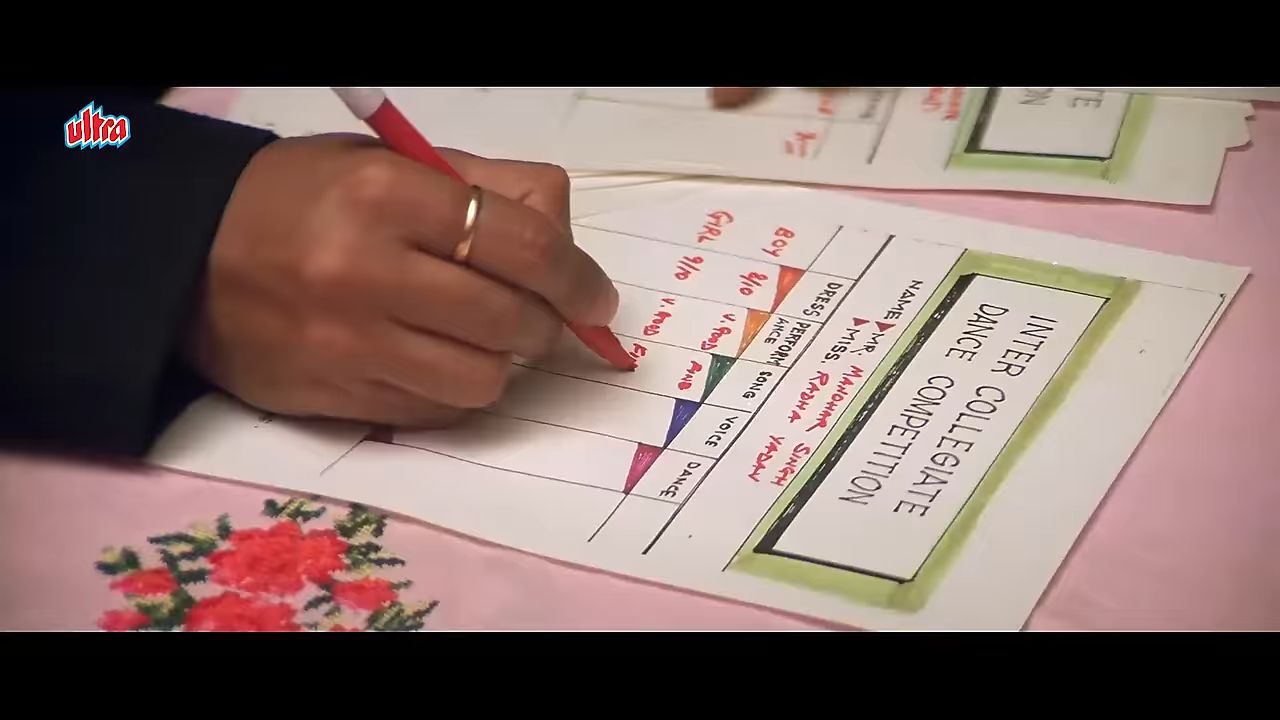 ultra
INTER COLLEGIATE
DANCE COMPETITION
NAME MR. MANOHAR SINGH
MISS. RADHA YADAV
DRESS PERFORMANCE SONG VOICE DANCE
BOY 8/10 V. GOOD AND
GIRL 9/10 V. GOOD